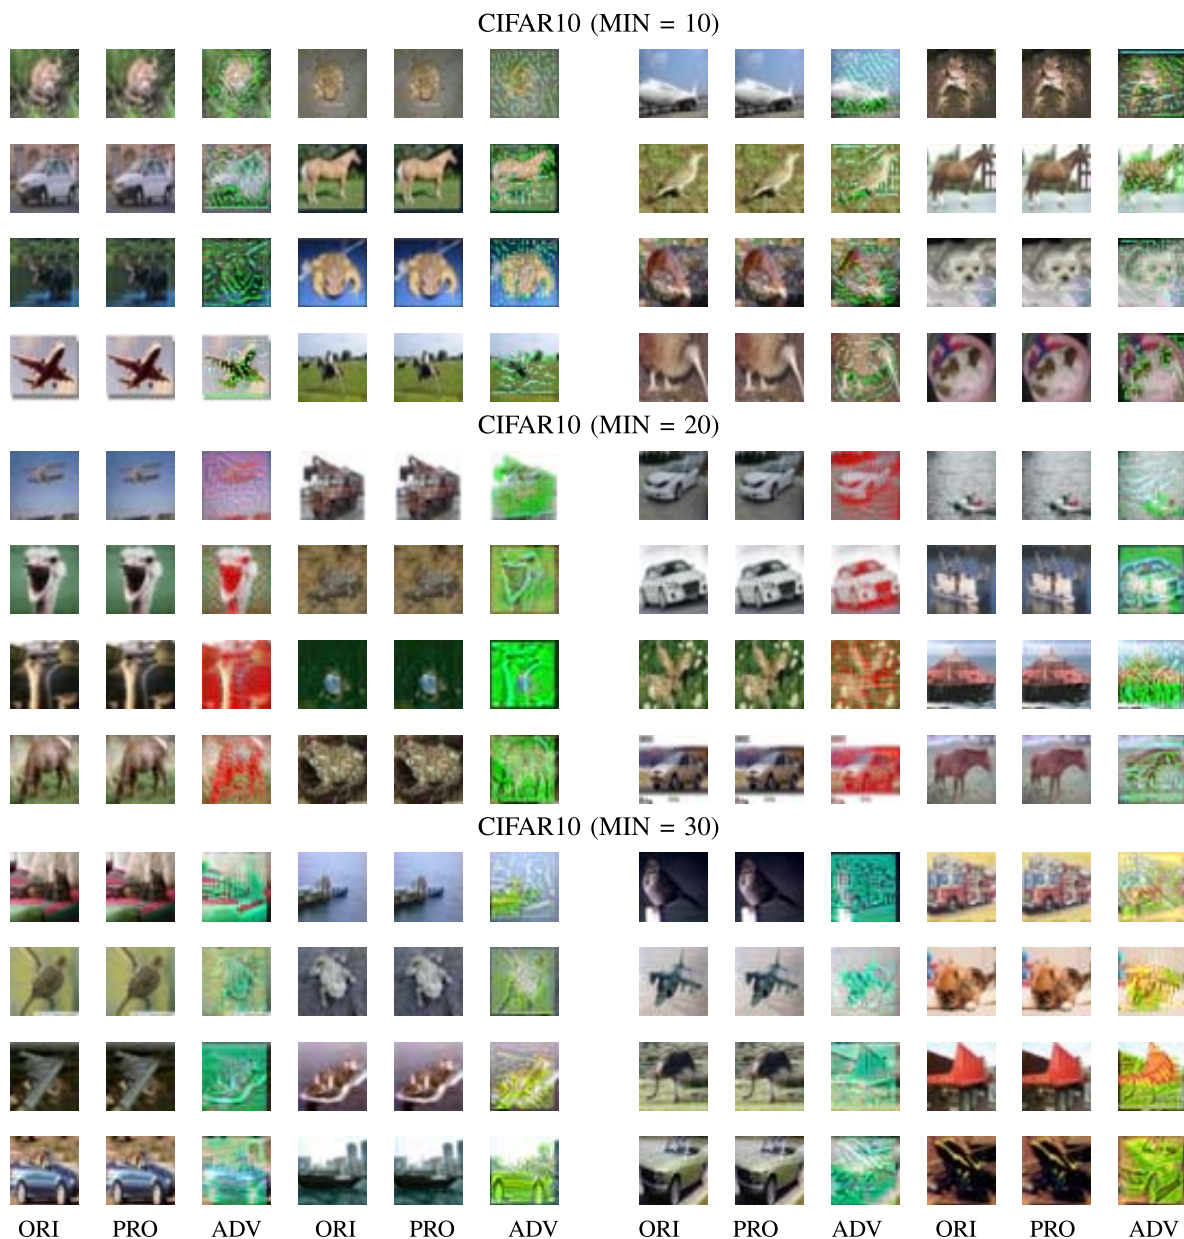 CIFAR10 (MIN = 10)
CIFAR10 (MIN = 20)
CIFAR10 (MIN = 30)
ORI PRO ADV ORI PRO ADV ORI PRO ADV ORI PRO ADV